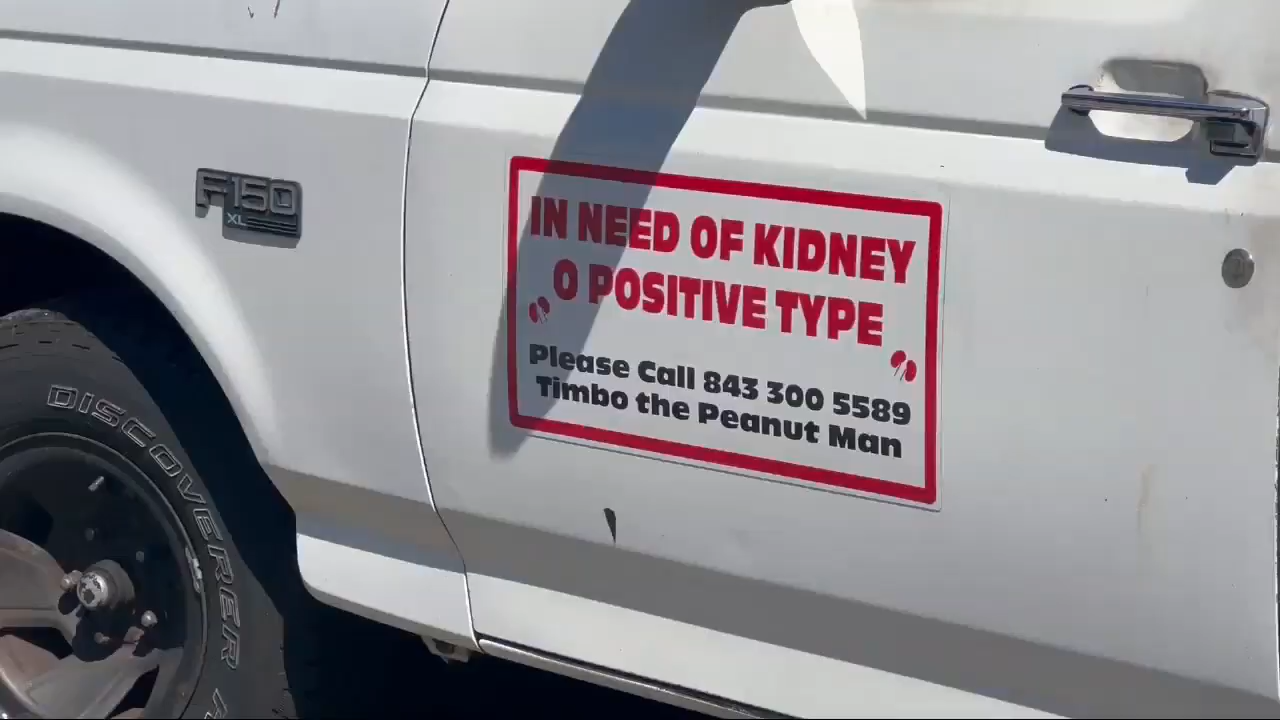 F150
XL
IN NEED OF KIDNEY
O POSITIVE TYPE
Please Call 843 300 5589
Timbo the Peanut Man
DISCOVERER